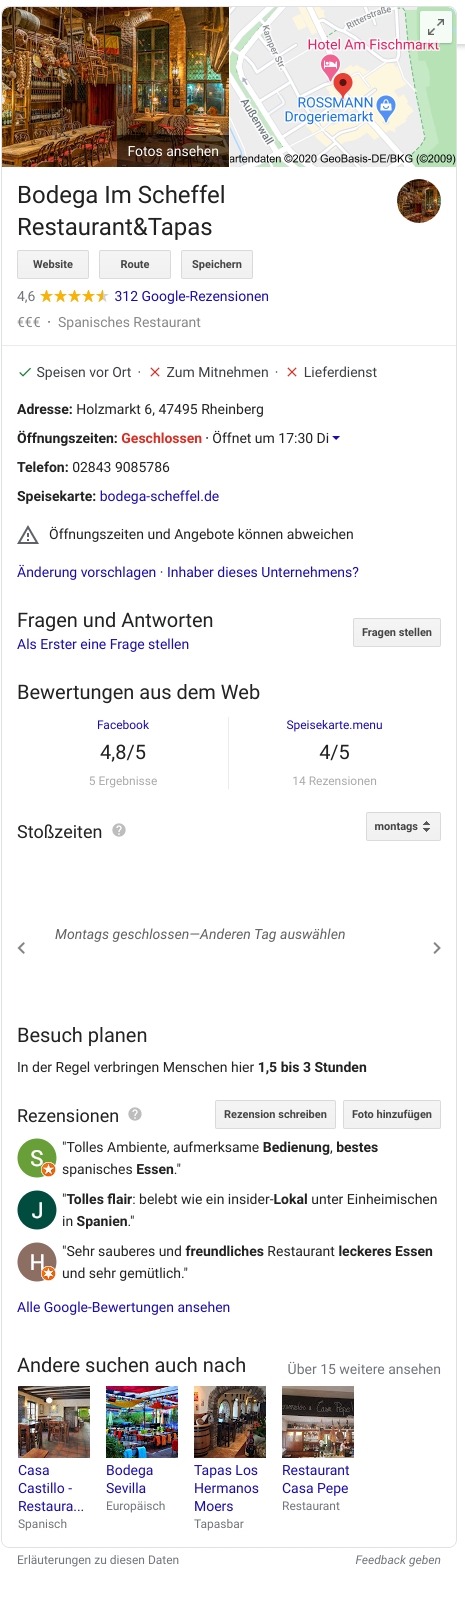 Ritterstraße
Kamper Str
Hotel Am Fischmarkt
ROSSMANN
Drogeriemarkt
Außenwall
Fotos ansehen
artendaten ©2020 GeoBasis-DE/BKG (©2009)
Bodega Im Scheffel
Restaurant&Tapas
Website Route Speichern
4,6 312 Google-Rezensionen
€€€ · Spanisches Restaurant
Speisen vor Ort · Zum Mitnehmen · Lieferdienst
Adresse: Holzmarkt 6, 47495 Rheinberg
Öffnungszeiten: Geschlossen · Öffnet um 17:30 Di
Telefon: 02843 9085786
Speisekarte: bodega-scheffel.de
Öffnungszeiten und Angebote können abweichen
Änderung vorschlagen · Inhaber dieses Unternehmens?
Fragen und Antworten
Als Erster eine Frage stellen
Fragen stellen
Bewertungen aus dem Web
Facebook Speisekarte.menu
4,8/5 4/5
5 Ergebnisse 14 Rezensionen
Stoßzeiten ? montags
Montags geschlossen—Anderen Tag auswählen
Besuch planen
In der Regel verbringen Menschen hier 1,5 bis 3 Stunden
Rezensionen ? Rezension schreiben Foto hinzufügen
S "Tolles Ambiente, aufmerksame Bedienung, bestes
spanisches Essen."
J "Tolles flair: belebt wie ein insider-Lokal unter Einheimischen
in Spanien."
H "Sehr sauberes und freundliches Restaurant leckeres Essen
und sehr gemütlich."
Alle Google-Bewertungen ansehen
Andere suchen auch nach Über 15 weitere ansehen
Casa
Castillo -
Restaura...
Spanisch
Bodega
Sevilla
Europäisch
Tapas Los
Hermanos
Moers
Tapasbar
Restaurant
Casa Pepe
Restaurant
Erläuterungen zu diesen Daten Feedback geben